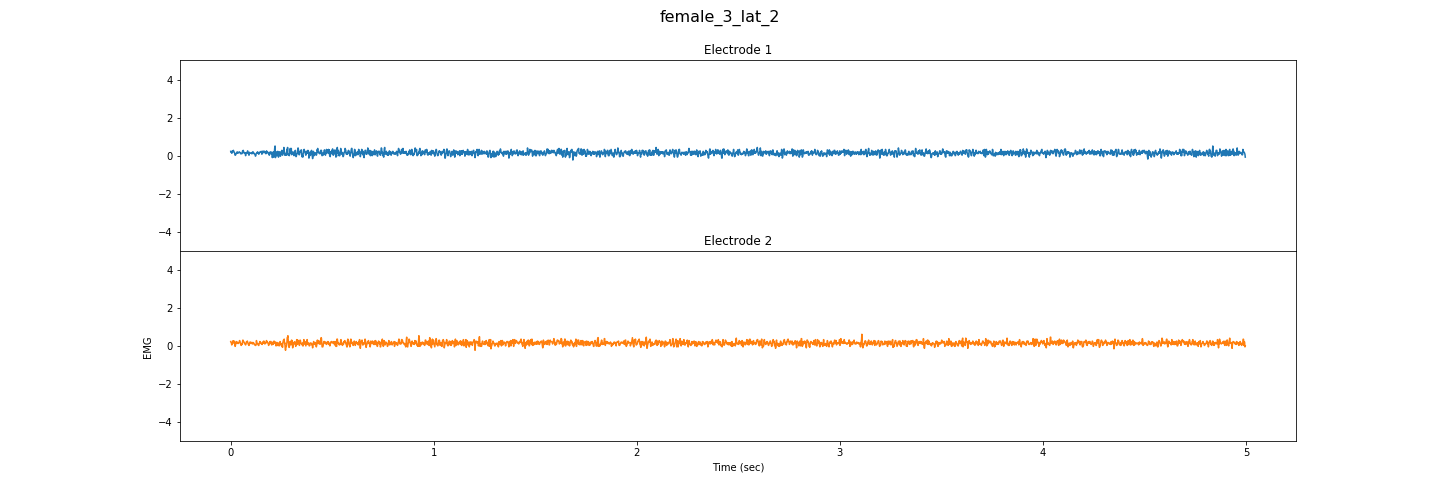 female_3_lat_2
Electrode 1
4
2
0
−2
−4
Electrode 2
4
2
0
−2
−4
EMG
0 1 2 3 4 5
Time (sec)